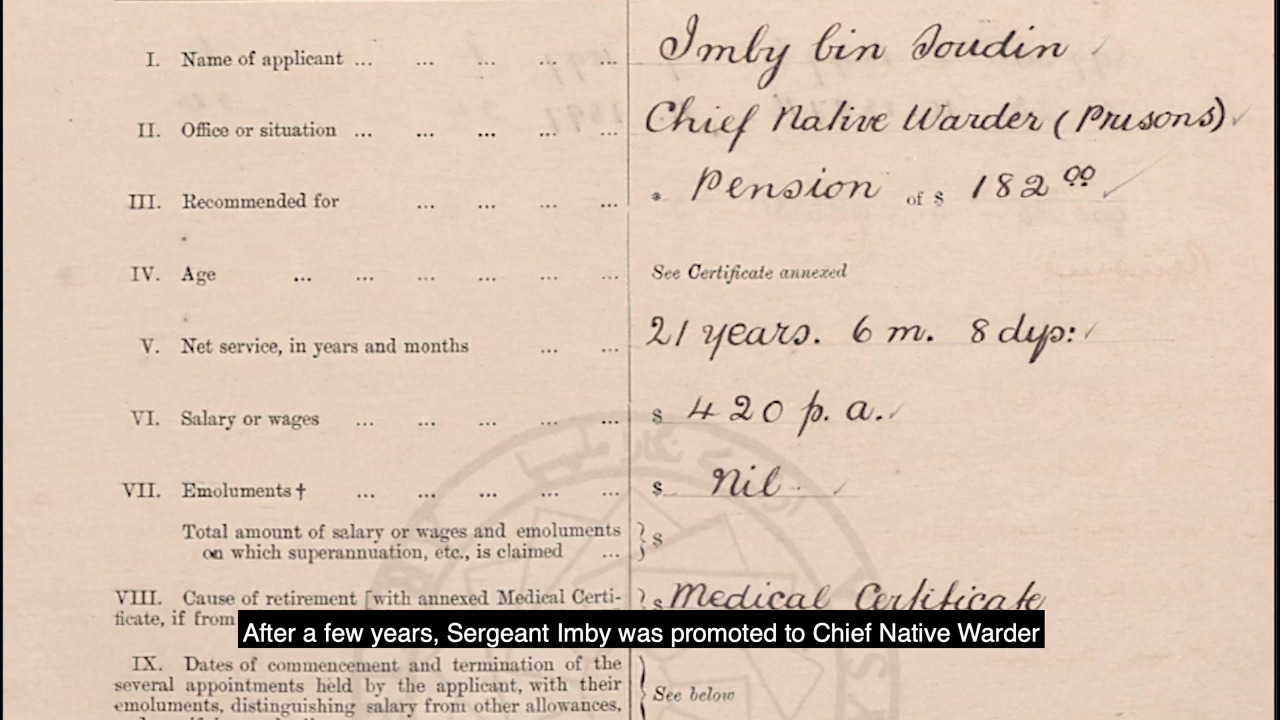 I. Name of applicant ... ... ... ... ... Imby bin Soudin
II. Office or situation ... ... ... ... ... Chief Native Warder (Prisons)
III. Recommended for ... ... ... ... * Pension of $ 182 00
IV. Age ... ... ... ... ... ... See Certificate annexed
V. Net service, in years and months ... ... 21 years. 6 m. 8 dys:
VI. Salary or wages ... ... ... ... ... $ 420 p. a.
VII. Emoluments † ... ... ... ... ... $ Nil
Total amount of salary or wages and emoluments
on which superannuation, etc., is claimed ... } $
VIII. Cause of retirement [with annexed Medical Certi- } $ Medical Certificate
ficate, if from
After a few years, Sergeant Imby was promoted to Chief Native Warder
IX. Dates of commencement and termination of the
several appointments held by the applicant, with their } See below
emoluments, distinguishing salary from other allowances,